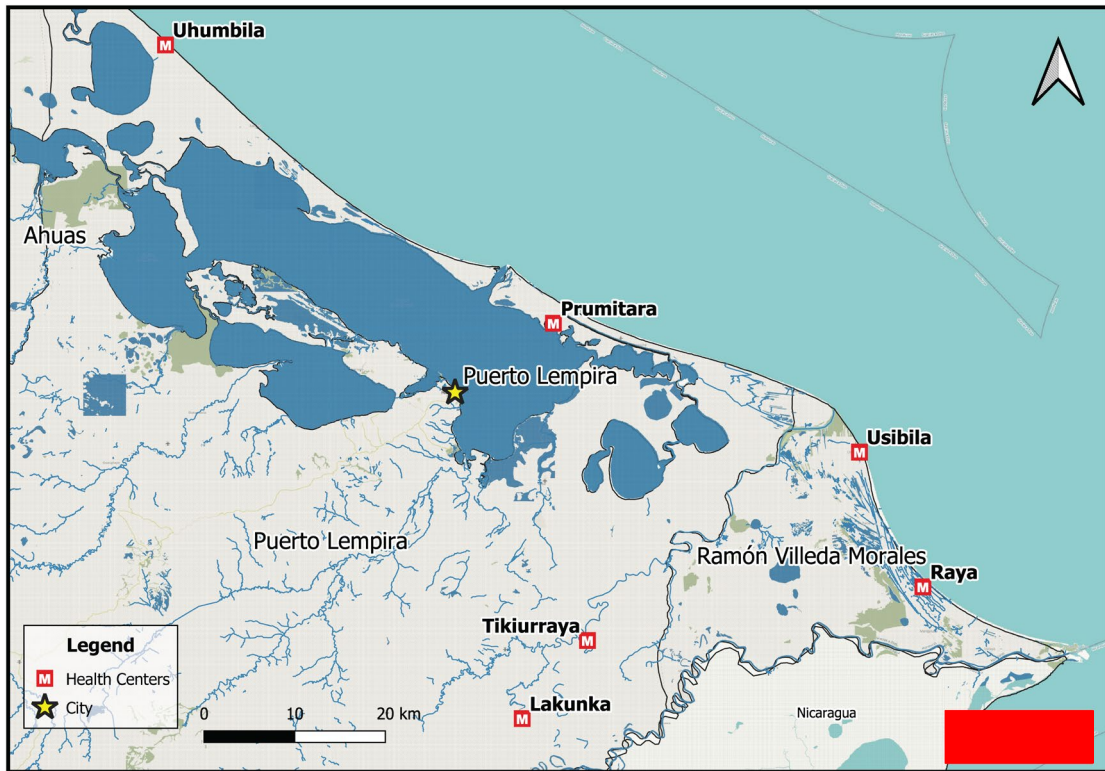 Uhumbila
Ahuas
Prumitara
Puerto Lempira
Usibila
Puerto Lempira
Ramón Villeda Morales
Raya
Tikiurraya
Legend
M Health Centers
City
Lakunka
0 10 20 km
Nicaragua